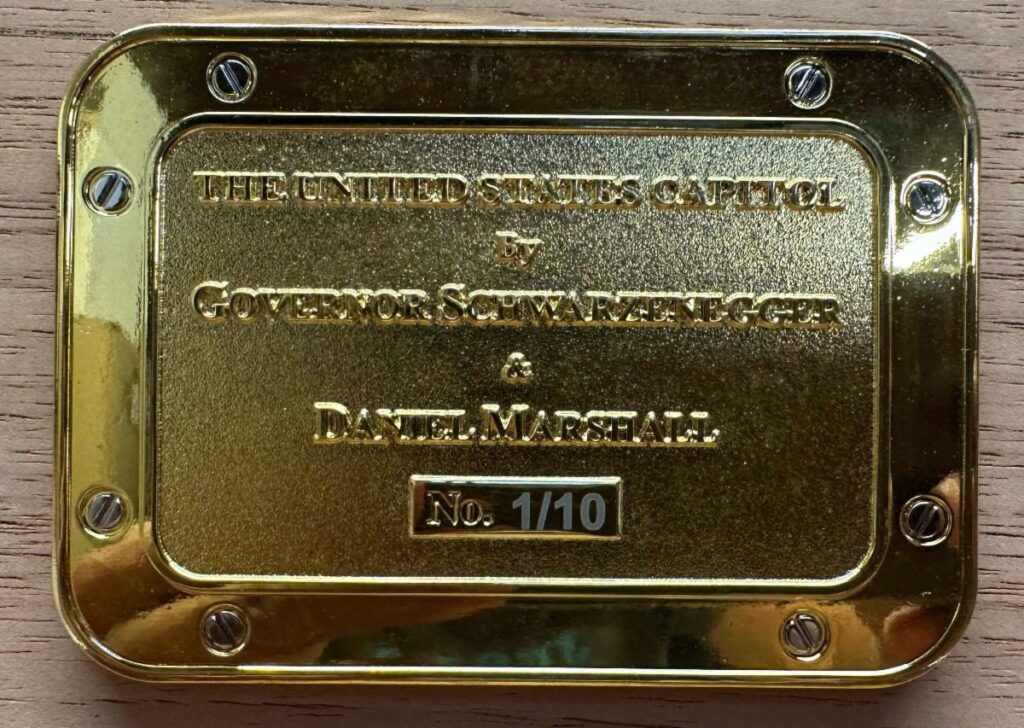 THE UNITED STATES CAPITOL
By
GOVERNOR SCHWARZENEGGER
&
DANIEL MARSHALL
No. 1/10